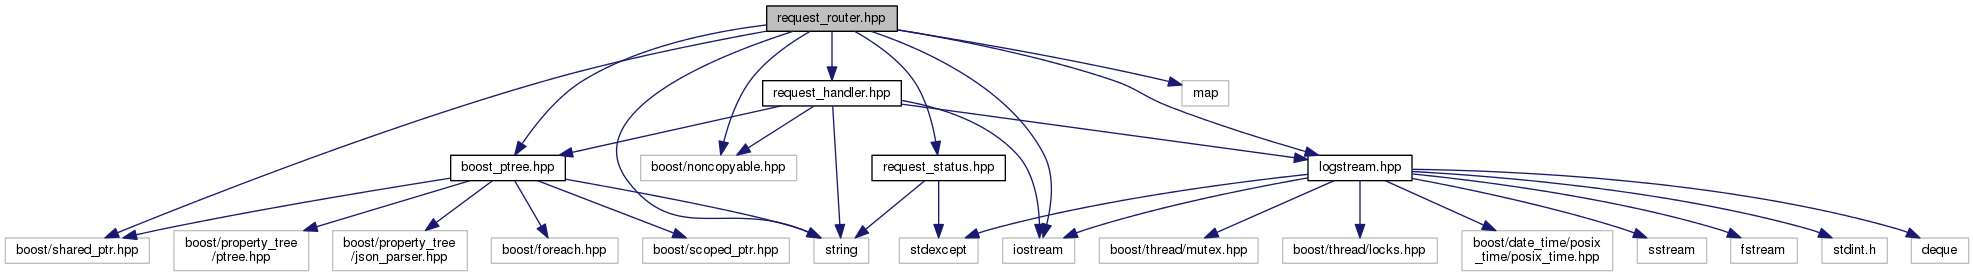 request_router.hpp
request_handler.hpp
map
boost_ptree.hpp
boost/noncopyable.hpp
request_status.hpp
logstream.hpp
boost/shared_ptr.hpp
boost/property_tree
/ptree.hpp
boost/property_tree
/json_parser.hpp
boost/foreach.hpp
boost/scoped_ptr.hpp
string
stdexcept
iostream
boost/thread/mutex.hpp
boost/thread/locks.hpp
boost/date_time/posix
_time/posix_time.hpp
sstream
fstream
stdint.h
deque